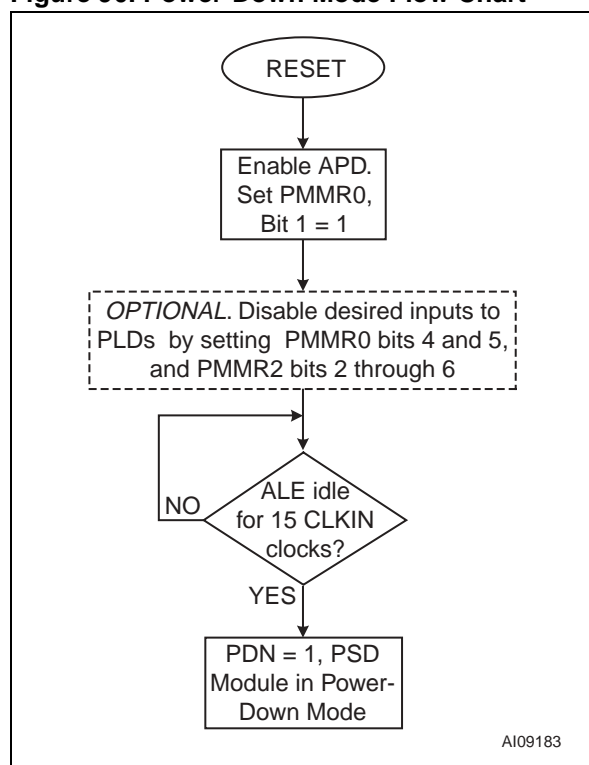 RESET
Enable APD.
Set PMMR0,
Bit 1 = 1
OPTIONAL. Disable desired inputs to
PLDs by setting PMMR0 bits 4 and 5,
and PMMR2 bits 2 through 6
ALE idle
for 15 CLKIN
clocks?
NO
YES
PDN = 1, PSD
Module in Power-
Down Mode
AI09183